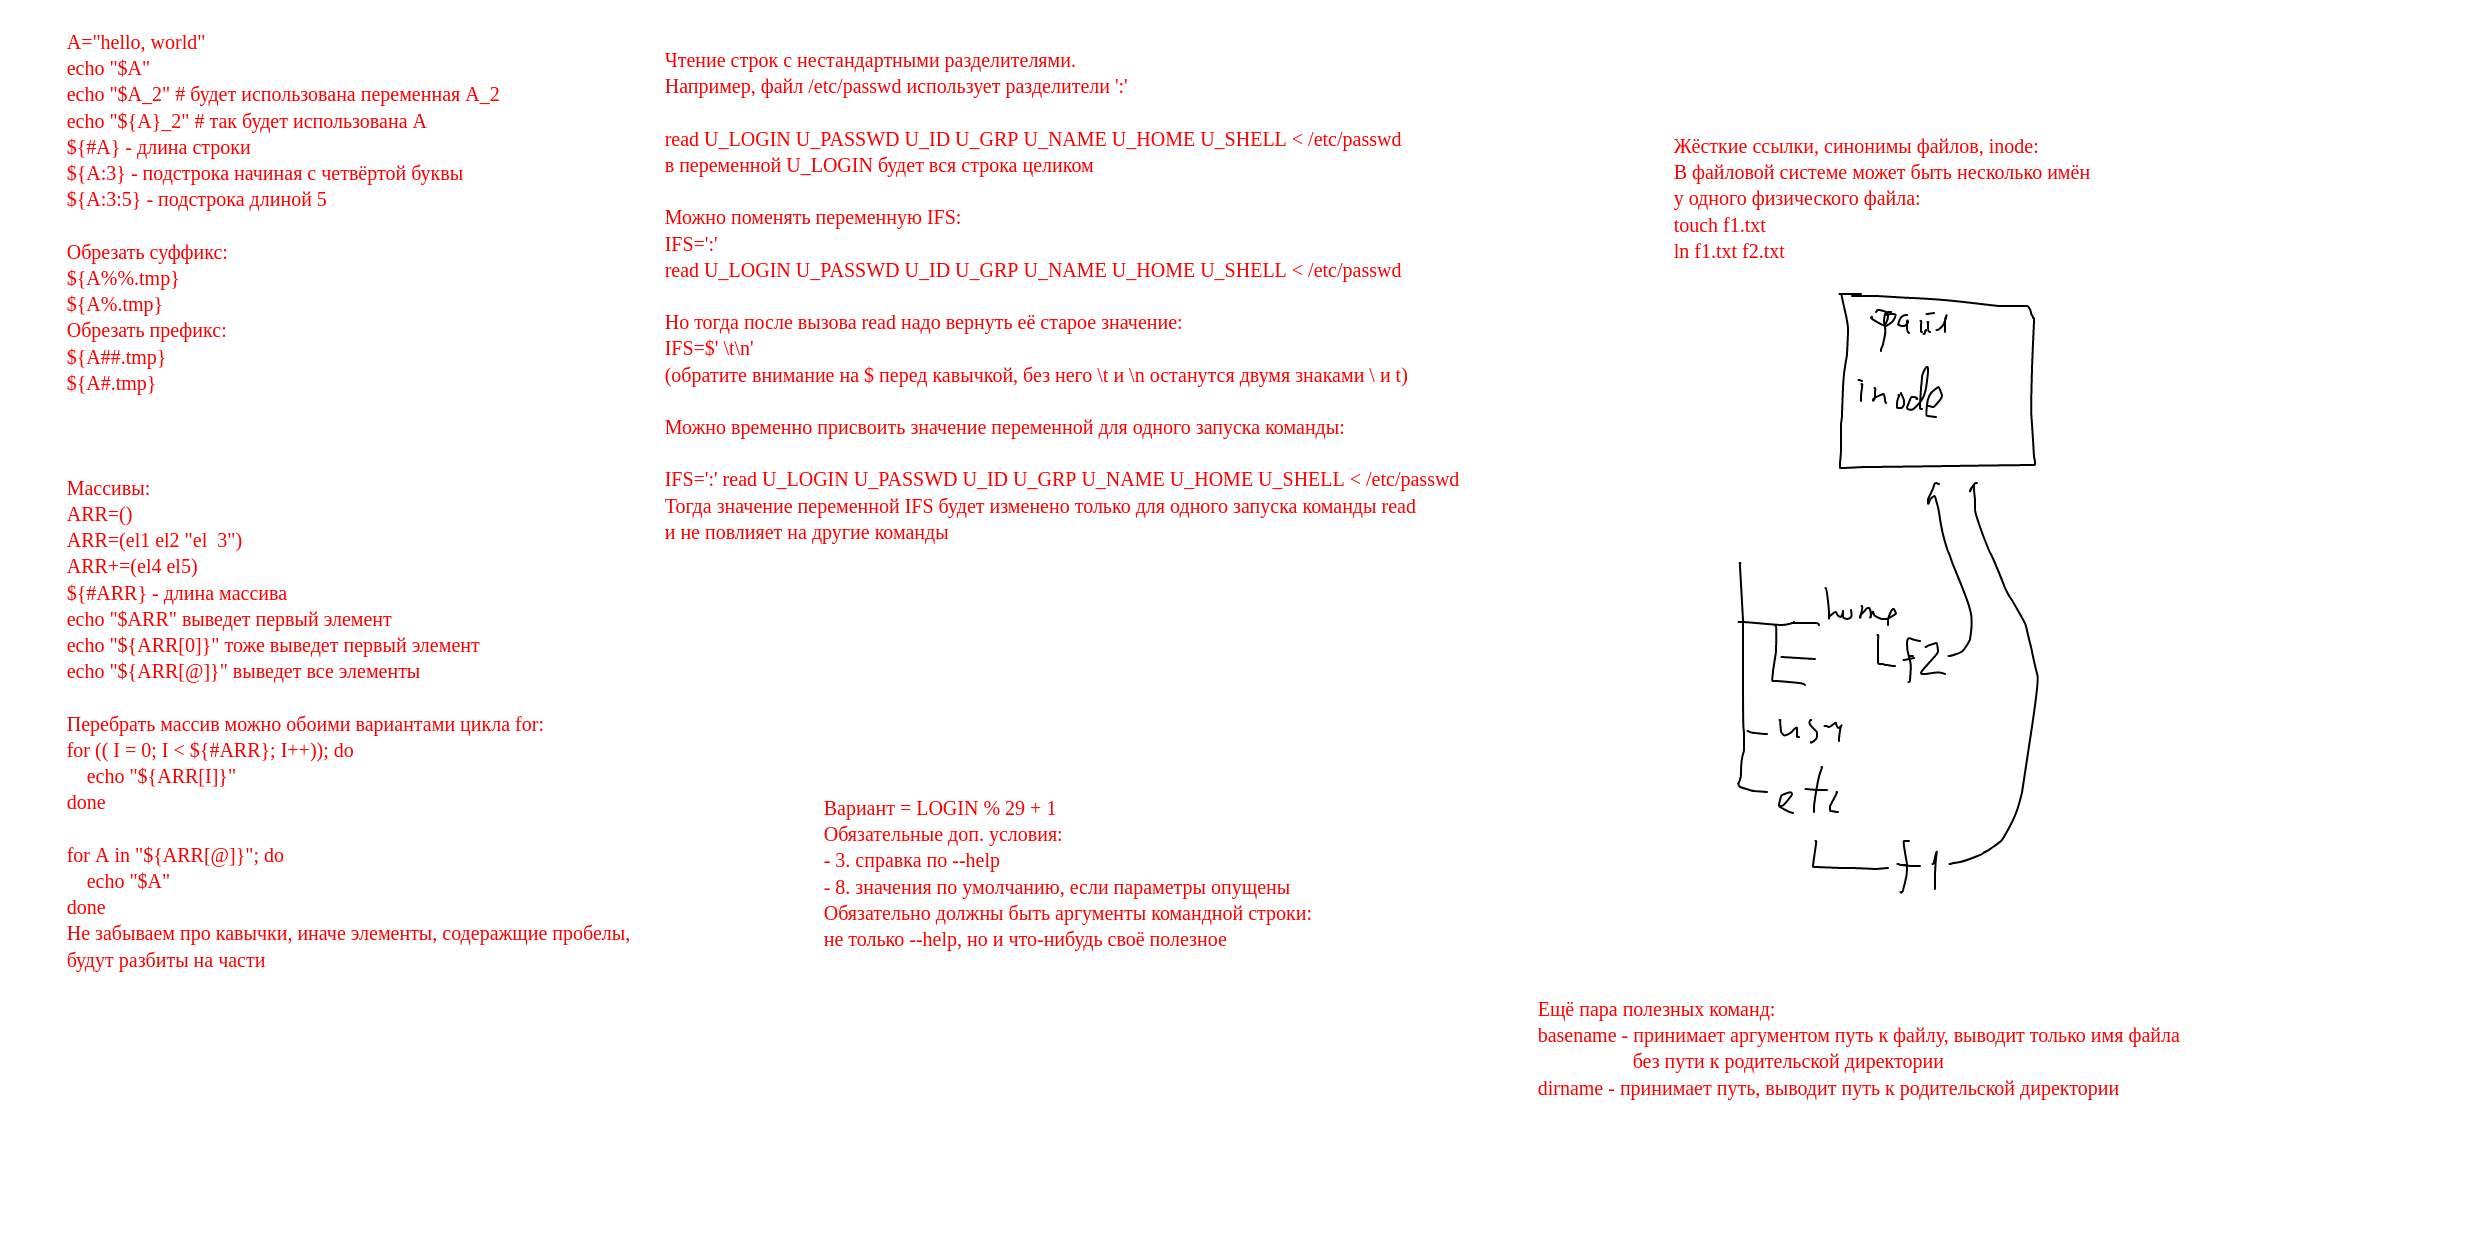 A="hello, world"
echo "$A"
echo "$A_2" # будет использована переменная A_2
echo "${A}_2" # так будет использована A
${#A} - длина строки
${A:3} - подстрока начиная с четвёртой буквы
${A:3:5} - подстрока длиной 5
Обрезать суффикс:
${A%%.tmp}
${A%.tmp}
Обрезать префикс:
${A##.tmp}
${A#.tmp}
Массивы:
ARR=()
ARR=(el1 el2 "el  3")
ARR+=(el4 el5)
${#ARR} - длина массива
echo "$ARR" выведет первый элемент
echo "${ARR[0]}" тоже выведет первый элемент
echo "${ARR[@]}" выведет все элементы
Перебрать массив можно обоими вариантами цикла for:
for (( I = 0; I < ${#ARR}; I++)); do
    echo "${ARR[I]}"
done
for A in "${ARR[@]}"; do
    echo "$A"
done
Не забываем про кавычки, иначе элементы, содеражщие пробелы,
будут разбиты на части
Чтение строк с нестандартными разделителями.
Например, файл /etc/passwd использует разделители ':'
read U_LOGIN U_PASSWD U_ID U_GRP U_NAME U_HOME U_SHELL < /etc/passwd
в переменной U_LOGIN будет вся строка целиком
Можно поменять переменную IFS:
IFS=':'
read U_LOGIN U_PASSWD U_ID U_GRP U_NAME U_HOME U_SHELL < /etc/passwd
Но тогда после вызова read надо вернуть её старое значение:
IFS=$' \t\n'
(обратите внимание на $ перед кавычкой, без него \t и \n останутся двумя знаками \ и t)
Можно временно присвоить значение переменной для одного запуска команды:
IFS=':' read U_LOGIN U_PASSWD U_ID U_GRP U_NAME U_HOME U_SHELL < /etc/passwd
Тогда значение переменной IFS будет изменено только для одного запуска команды read
и не повлияет на другие команды
Вариант = LOGIN % 29 + 1
Обязательные доп. условия:
- 3. справка по --help
- 8. значения по умолчанию, если параметры опущены
Обязательно должны быть аргументы командной строки:
не только --help, но и что-нибудь своё полезное
Жёсткие ссылки, синонимы файлов, inode:
В файловой системе может быть несколько имён
у одного физического файла:
touch f1.txt
ln f1.txt f2.txt
файл
inode
home
f2
usr
etc
f1
Ещё пара полезных команд:
basename - принимает аргументом путь к файлу, выводит только имя файла
без пути к родительской директории
dirname - принимает путь, выводит путь к родительской директории